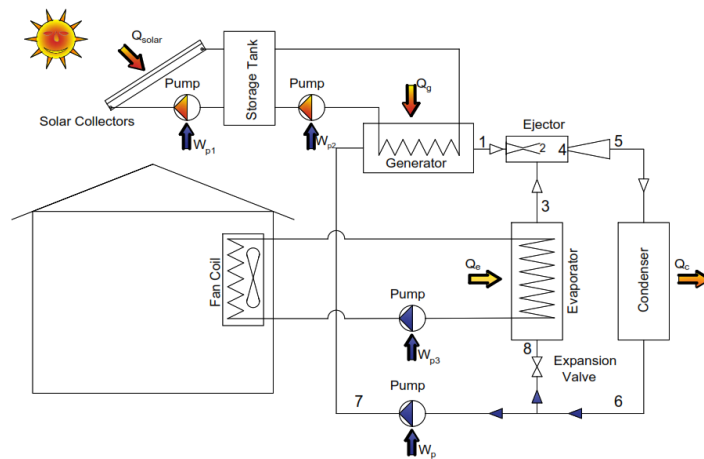 Qsolar
Pump
Storage Tank
Pump
Qg
Solar Collectors
Wp1
Wp2
Generator
1
Ejector
2
4
5
3
Fan Coil
Qe
Evaporator
Condenser
Qc
Pump
Wp3
8
Expansion
Valve
7
Pump
6
Wp